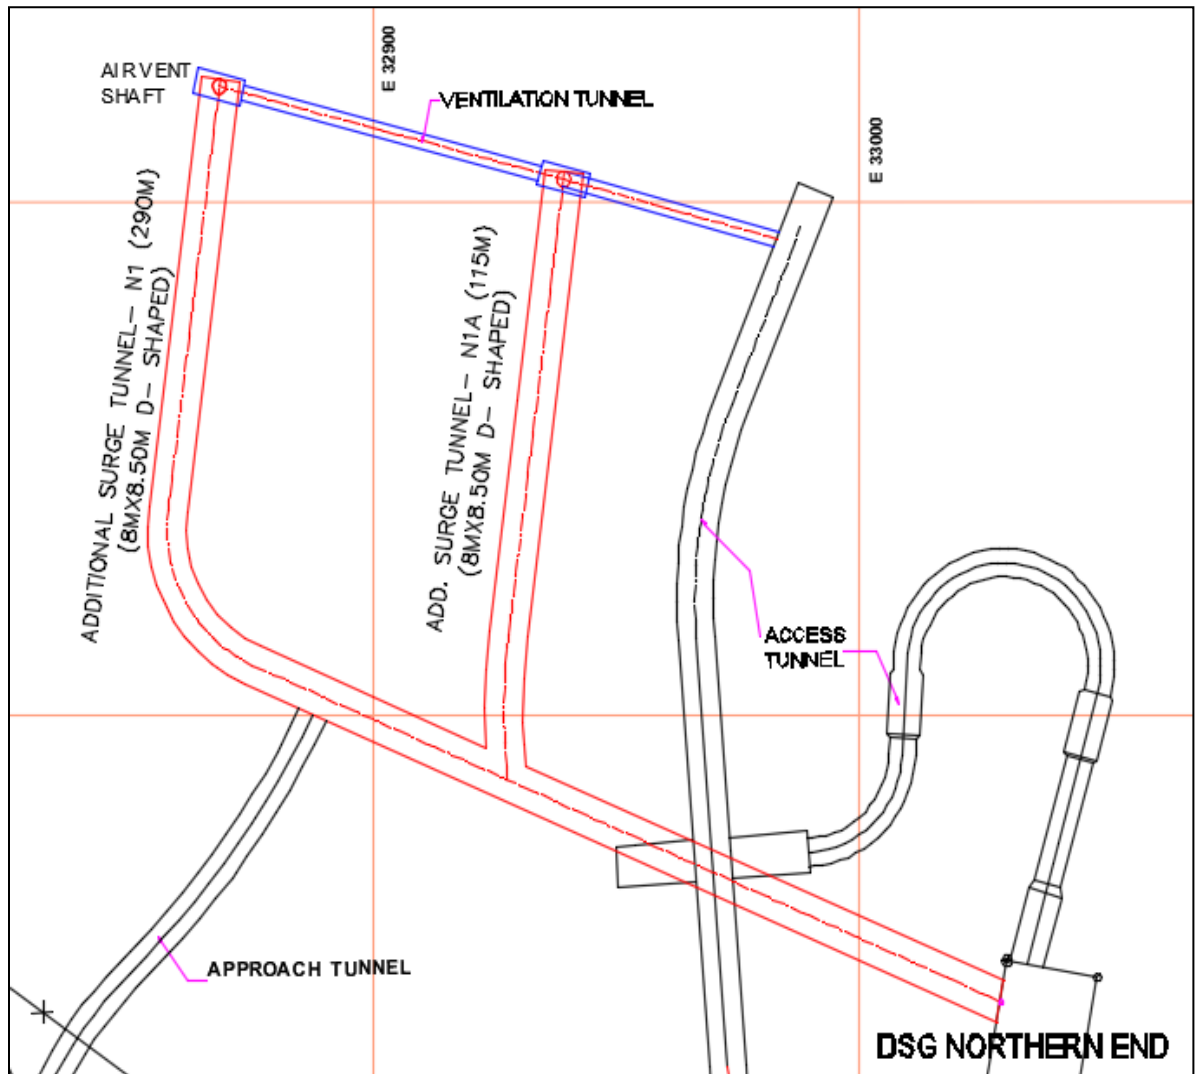 AIRVENT
SHAFT
E 32900
VENTILATION TUNNEL
E 33000
ADDITIONAL SURGE TUNNEL- N1 (290M)
(8MX8.50M D- SHAPED)
ADD. SURGE TUNNEL- N1A (115M)
(8MX8.50M D- SHAPED)
ACCESS
TUNNEL
APPROACH TUNNEL
DSG NORTHERN END